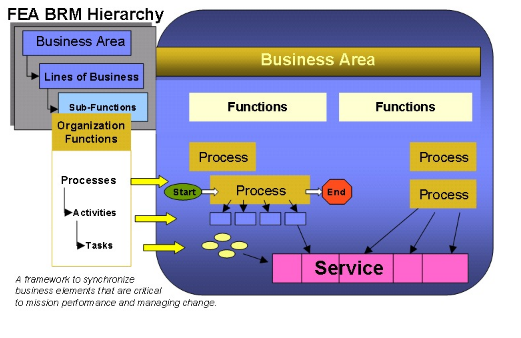 FEA BRM Hierarchy
Business Area
Lines of Business
Sub-Functions
Organization
Functions
Processes
Activities
Tasks
A framework to synchronize
business elements that are critical
to mission performance and managing change.
Business Area
Functions
Functions
Process
Process
Start
Process
End
Process
Service